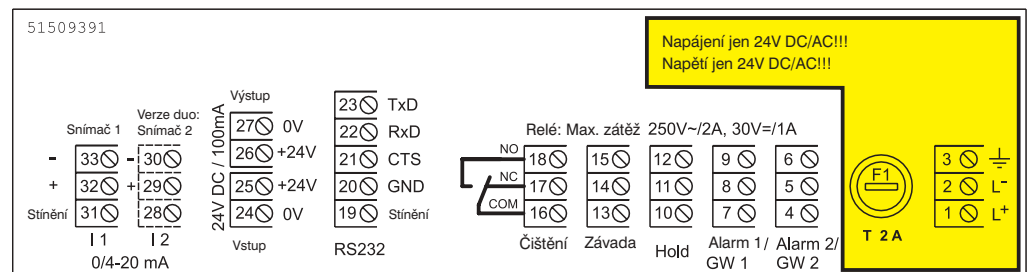 51509391
Napájení jen 24V DC/AC!!!
Napětí jen 24V DC/AC!!!
Snímač 1
- 33
+ 32
Stínění 31
I 1
Verze duo:
Snímač 2
- 30
+ 29
28
I 2
0/4-20 mA
24V DC / 100mA
Výstup
27 0V
26 +24V
25 +24V
24 0V
Vstup
23 TxD
22 RxD
21 CTS
20 GND
19 Stínění
RS232
Relé: Max. zátěž 250V~/2A, 30V=/1A
NO 18 15 12 9 6
NC 17 14 11 8 5
COM 16 13 10 7 4
Čištění Závada Hold Alarm 1/ Alarm 2/
GW 1 GW 2
F1
T 2 A
3
2 L-
1 L+